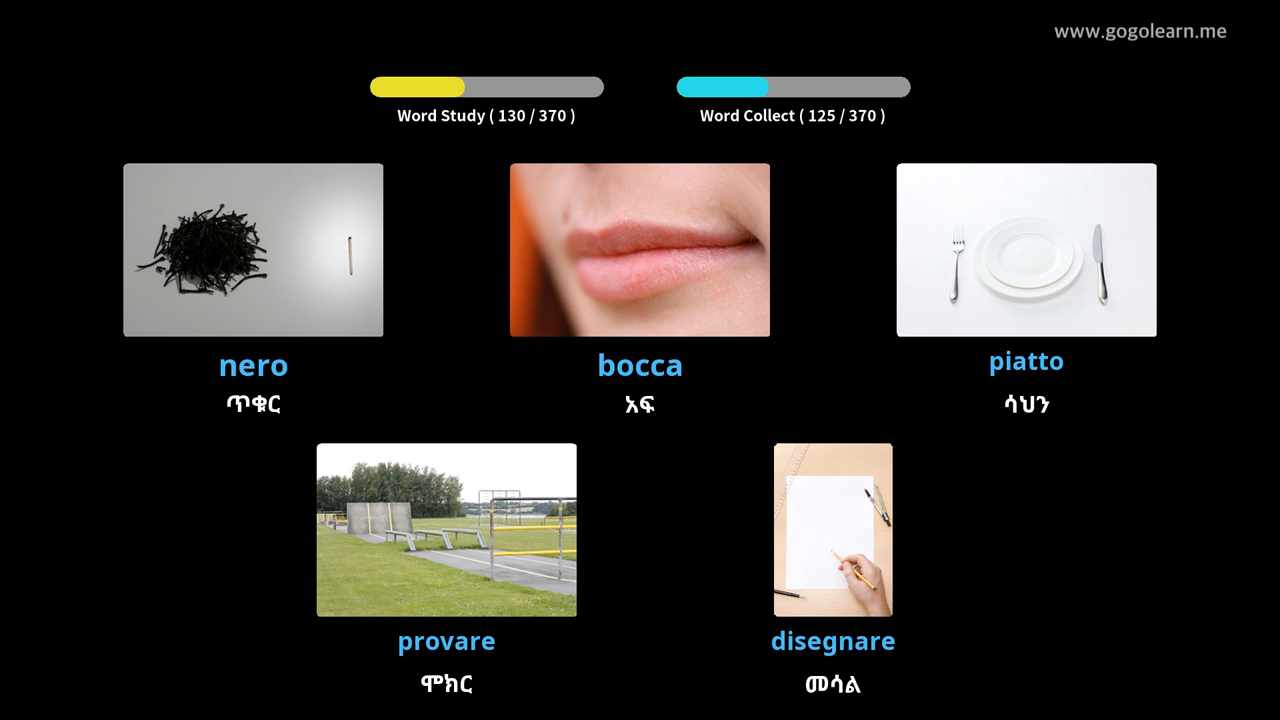 www.gogolearn.me
Word Study ( 130 / 370 )
Word Collect ( 125 / 370 )
nero
ጥቁር
bocca
አፍ
piatto
ሳህን
provare
ሞክር
disegnare
መሳል